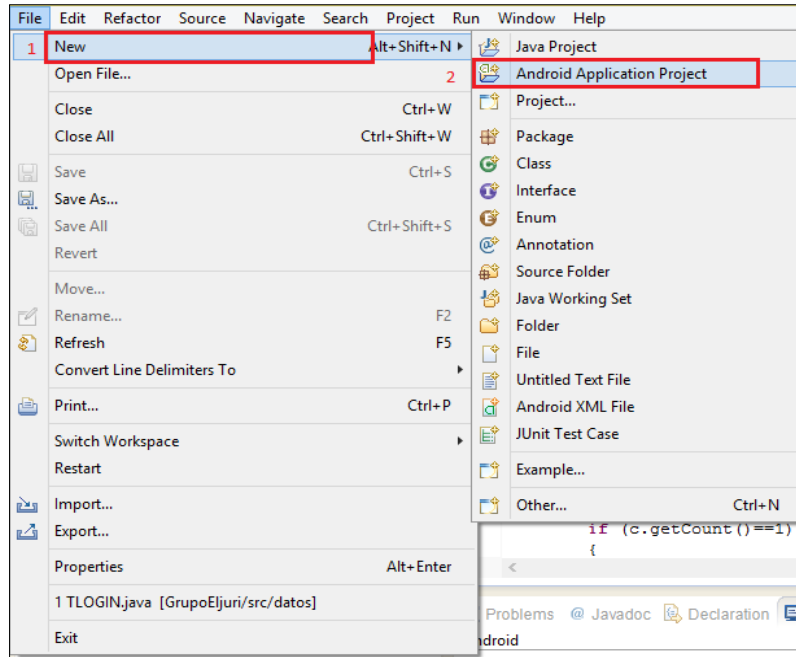 File Edit Refactor Source Navigate Search Project Run Window Help
1 New Alt+Shift+N
Open File...
2
Close Ctrl+W
Close All Ctrl+Shift+W
Save Ctrl+S
Save As...
Save All Ctrl+Shift+S
Revert
Move...
Rename... F2
Refresh F5
Convert Line Delimiters To
Print... Ctrl+P
Switch Workspace
Restart
Import...
Export...
Properties Alt+Enter
1 TLOGIN.java [GrupoEljuri/src/datos]
Exit
Java Project
Android Application Project
Project...
Package
Class
Interface
Enum
Annotation
Source Folder
Java Working Set
Folder
File
Untitled Text File
Android XML File
JUnit Test Case
Example...
Other... Ctrl+N
if (c.getCount()==1)
{
Problems @ Javadoc Declaration
ndroid